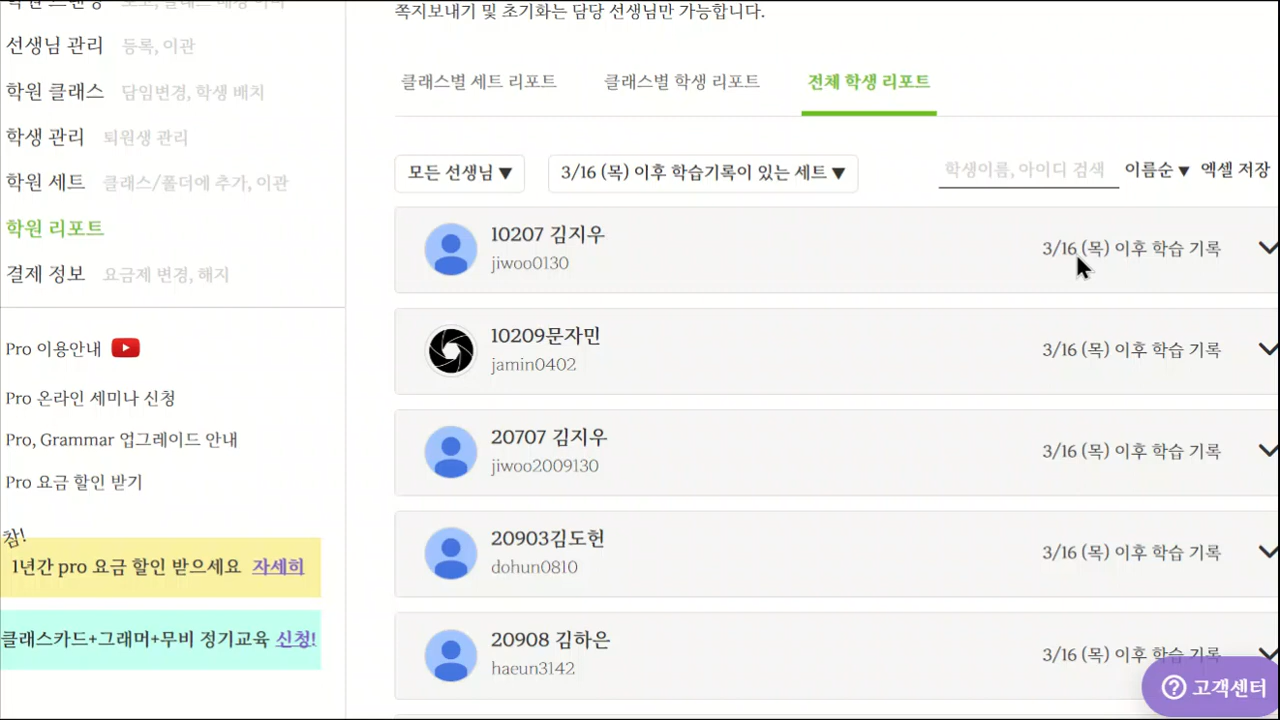 쪽지보내기 및 초기화는 담당 선생님만 가능합니다.
선생님 관리 등록, 이관
학원 클래스 담임변경, 학생 배치
학생 관리 퇴원생 관리
학원 세트 클래스/폴더에 추가, 이관
학원 리포트
결제 정보 요금제 변경, 해지
Pro 이용안내
Pro 온라인 세미나 신청
Pro, Grammar 업그레이드 안내
Pro 요금 할인 받기
참!
1년간 pro 요금 할인 받으세요 자세히
클래스카드+그래머+무비 정기교육 신청!
클래스별 세트 리포트 클래스별 학생 리포트 전체 학생 리포트
모든 선생님 ▼ 3/16 (목) 이후 학습기록이 있는 세트 ▼ 학생이름, 아이디 검색 이름순 ▼ 엑셀 저장
10207 김지우
jiwoo0130
3/16 (목) 이후 학습 기록
10209문자민
jamin0402
3/16 (목) 이후 학습 기록
20707 김지우
jiwoo2009130
3/16 (목) 이후 학습 기록
20903김도헌
dohun0810
3/16 (목) 이후 학습 기록
20908 김하은
haeun3142
3/16 (목) 이후 학습 기록
? 고객센터